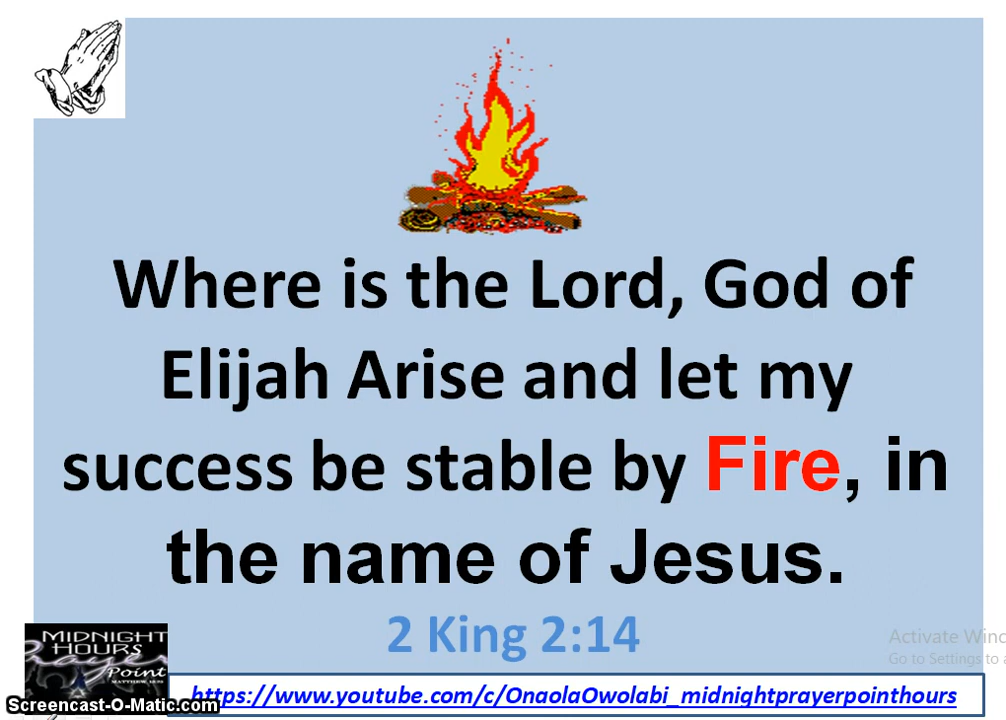 Where is the Lord, God of
Elijah Arise and let my
success be stable by Fire, in
the name of Jesus.
2 King 2:14
Activate Winc
Go to Settings to a
MIDNIGHT
HOURS
Prayer
Point
https://www.youtube.com/c/OnaolaOwolabi_midnightprayerpointhours
Screencast-O-Matic.com